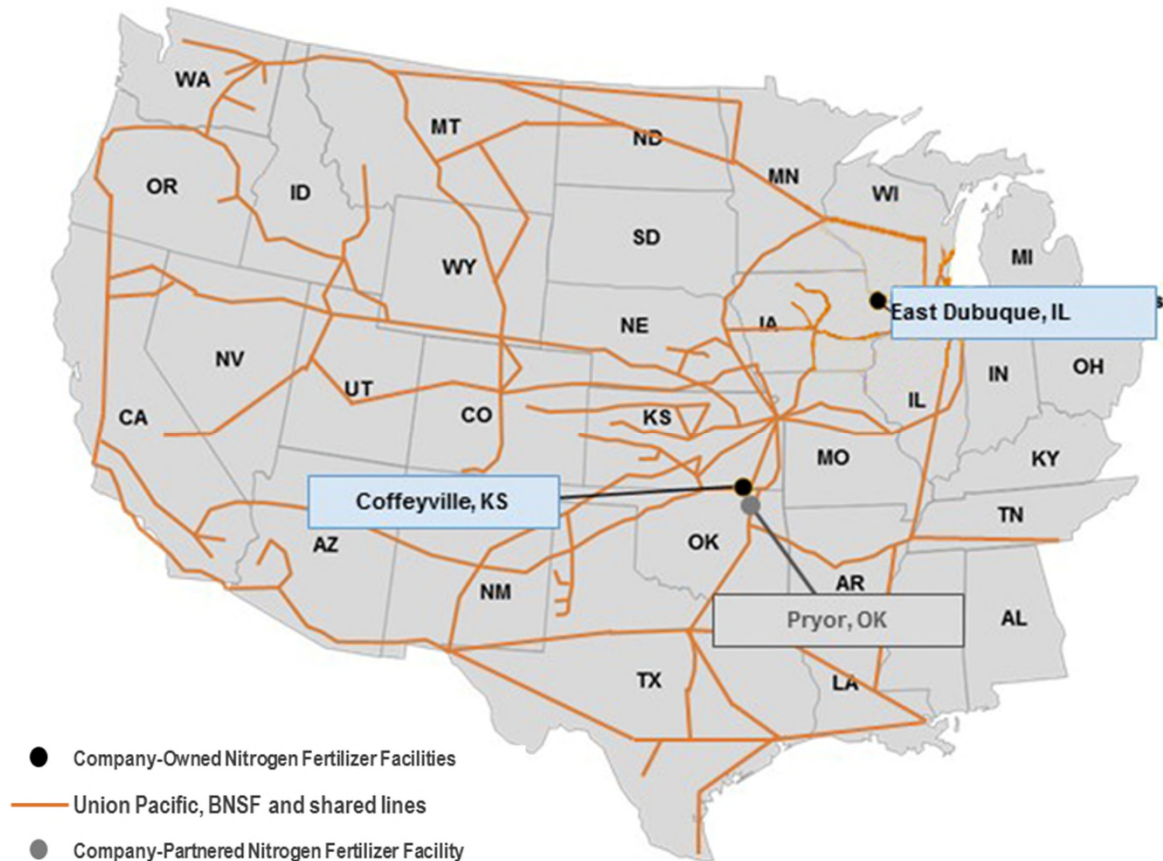 WA
MT
ND
MN
OR
ID
WI
SD
MI
WY
East Dubuque, IL
s
NE
IA
NV
UT
IN
OH
CA
CO
KS
IL
MO
KY
Coffeyville, KS
TN
AZ
OK
NM
AR
Pryor, OK
AL
TX
LA
Company-Owned Nitrogen Fertilizer Facilities
Union Pacific, BNSF and shared lines
Company-Partnered Nitrogen Fertilizer Facility